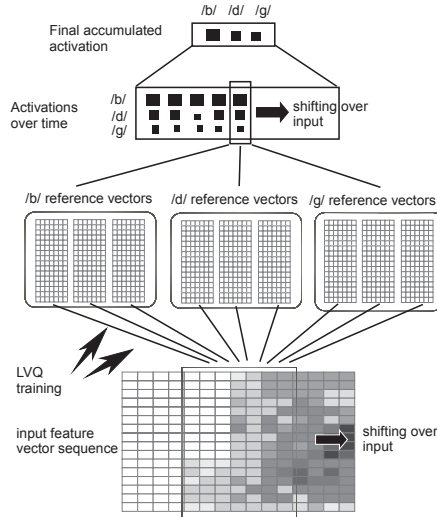 /b/ /d/ /g/
Final accumulated
activation
Activations
over time
/b/
/d/
/g/
shifting over
input
/b/ reference vectors
/d/ reference vectors
/g/ reference vectors
LVQ
training
input feature
vector sequence
shifting over
input